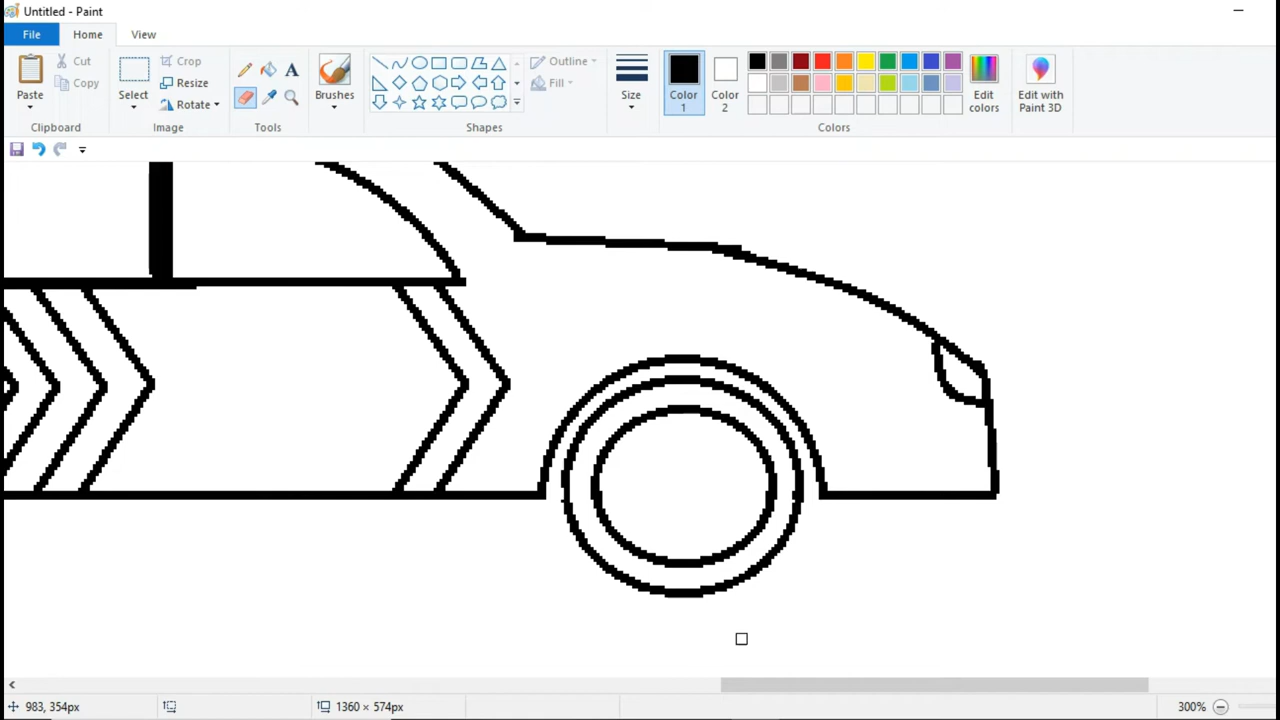 Untitled - Paint
File Home View
Paste Cut Copy
Select Crop Resize Rotate
A
Brushes
Outline Fill
Size
Color 1 Color 2
Edit colors
Edit with Paint 3D
Clipboard Image Tools Shapes Colors
983, 354px 1360 × 574px 300%